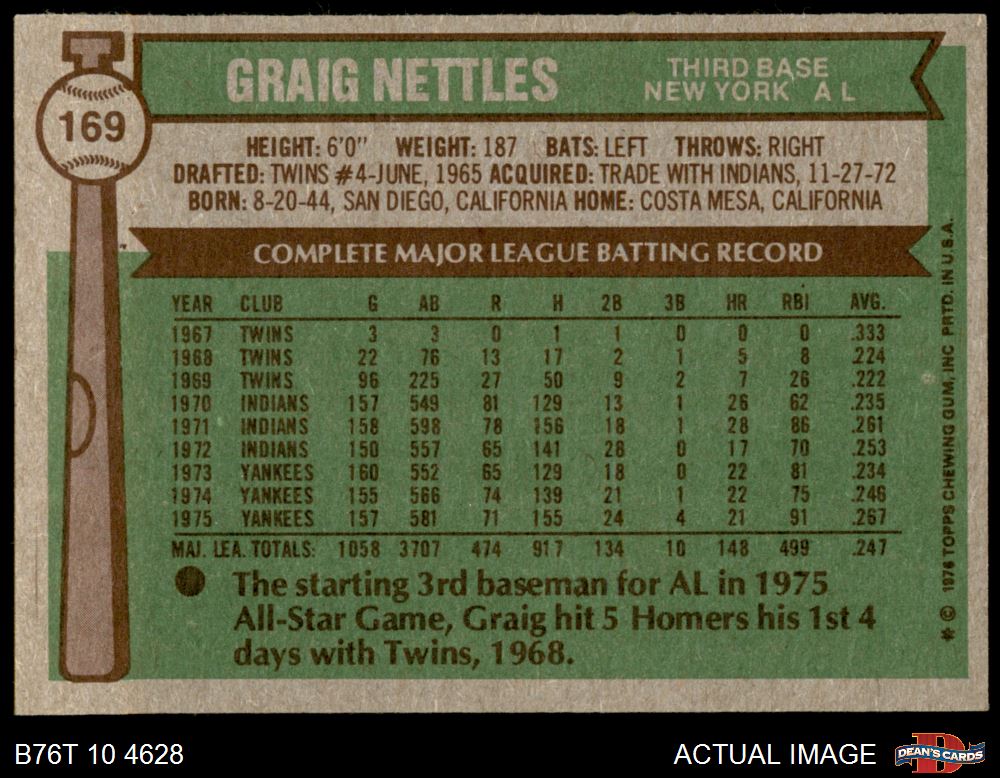 169
GRAIG NETTLES
THIRD BASE
NEW YORK A L
HEIGHT: 6'0" WEIGHT: 187 BATS: LEFT THROWS: RIGHT
DRAFTED: TWINS #4-JUNE, 1965 ACQUIRED: TRADE WITH INDIANS, 11-27-72
BORN: 8-20-44, SAN DIEGO, CALIFORNIA HOME: COSTA MESA, CALIFORNIA
COMPLETE MAJOR LEAGUE BATTING RECORD
YEAR CLUB G AB R H 2B 3B HR RBI AVG.
1967 TWINS 3 3 0 1 1 0 0 0 .333
1968 TWINS 22 76 13 17 2 1 5 8 .224
1969 TWINS 96 225 27 50 9 2 7 26 .222
1970 INDIANS 157 549 81 129 13 1 26 62 .235
1971 INDIANS 158 598 78 156 18 1 28 86 .261
1972 INDIANS 150 557 65 141 28 0 17 70 .253
1973 YANKEES 160 552 65 129 18 0 22 81 .234
1974 YANKEES 155 566 74 139 21 1 22 75 .246
1975 YANKEES 157 581 71 155 24 4 21 91 .267
MAJ. LEA. TOTALS: 1058 3707 474 917 134 10 148 499 .247
● The starting 3rd baseman for AL in 1975
All-Star Game, Graig hit 5 Homers his 1st 4
days with Twins, 1968.
* © 1976 TOPPS CHEWING GUM, INC PRTD. IN U.S.A.
B76T 10 4628
ACTUAL IMAGE
DEAN'S CARDS